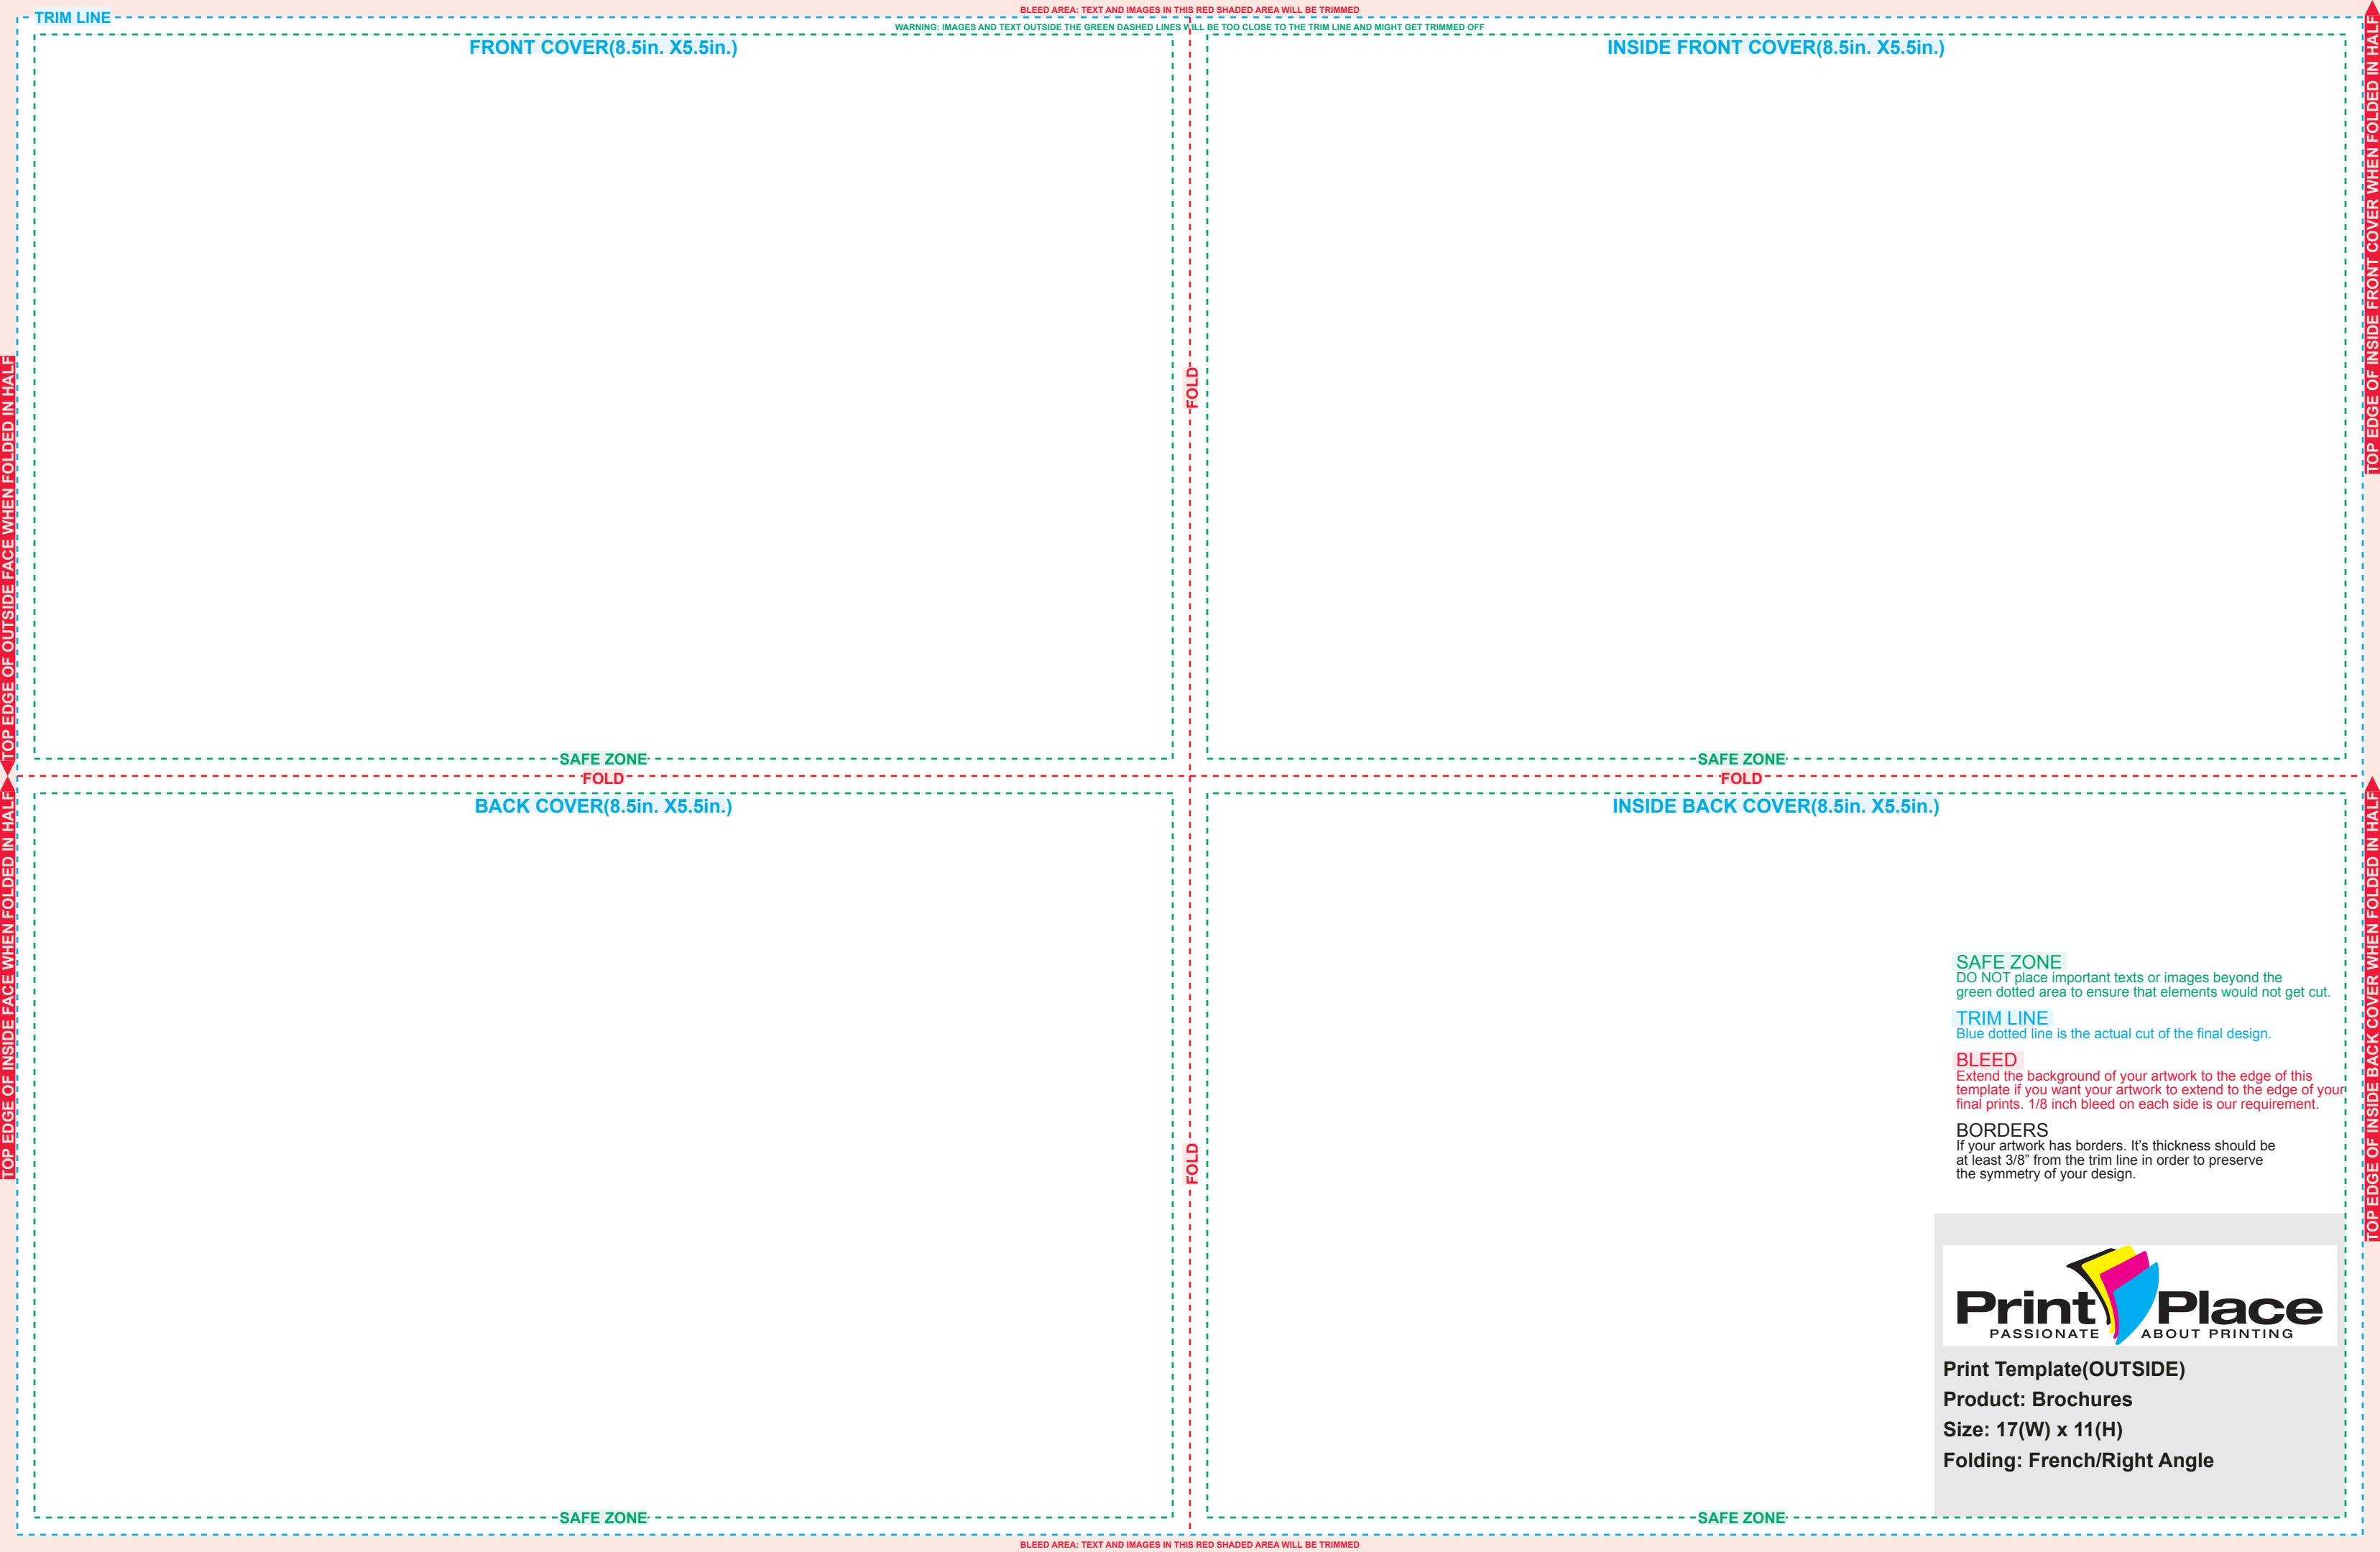 BLEED AREA: TEXT AND IMAGES IN THIS RED SHADED AREA WILL BE TRIMMED
TRIM LINE
WARNING: IMAGES AND TEXT OUTSIDE THE GREEN DASHED LINES WILL BE TOO CLOSE TO THE TRIM LINE AND MIGHT GET TRIMMED OFF
FRONT COVER(8.5in. X5.5in.)
INSIDE FRONT COVER(8.5in. X5.5in.)
TOP EDGE OF OUTSIDE FACE WHEN FOLDED IN HALF
FOLD
TOP EDGE OF INSIDE FRONT COVER WHEN FOLDED IN HALF
SAFE ZONE
SAFE ZONE
FOLD
FOLD
BACK COVER(8.5in. X5.5in.)
INSIDE BACK COVER(8.5in. X5.5in.)
TOP EDGE OF INSIDE FACE WHEN FOLDED IN HALF
FOLD
TOP EDGE OF INSIDE BACK COVER WHEN FOLDED IN HALF
SAFE ZONE
DO NOT place important texts or images beyond the
green dotted area to ensure that elements would not get cut.
TRIM LINE
Blue dotted line is the actual cut of the final design.
BLEED
Extend the background of your artwork to the edge of this
template if you want your artwork to extend to the edge of your
final prints. 1/8 inch bleed on each side is our requirement.
BORDERS
If your artwork has borders. It's thickness should be
at least 3/8” from the trim line in order to preserve
the symmetry of your design.
Print Place
PASSIONATE ABOUT PRINTING
Print Template(OUTSIDE)
Product: Brochures
Size: 17(W) x 11(H)
Folding: French/Right Angle
SAFE ZONE
SAFE ZONE
BLEED AREA: TEXT AND IMAGES IN THIS RED SHADED AREA WILL BE TRIMMED